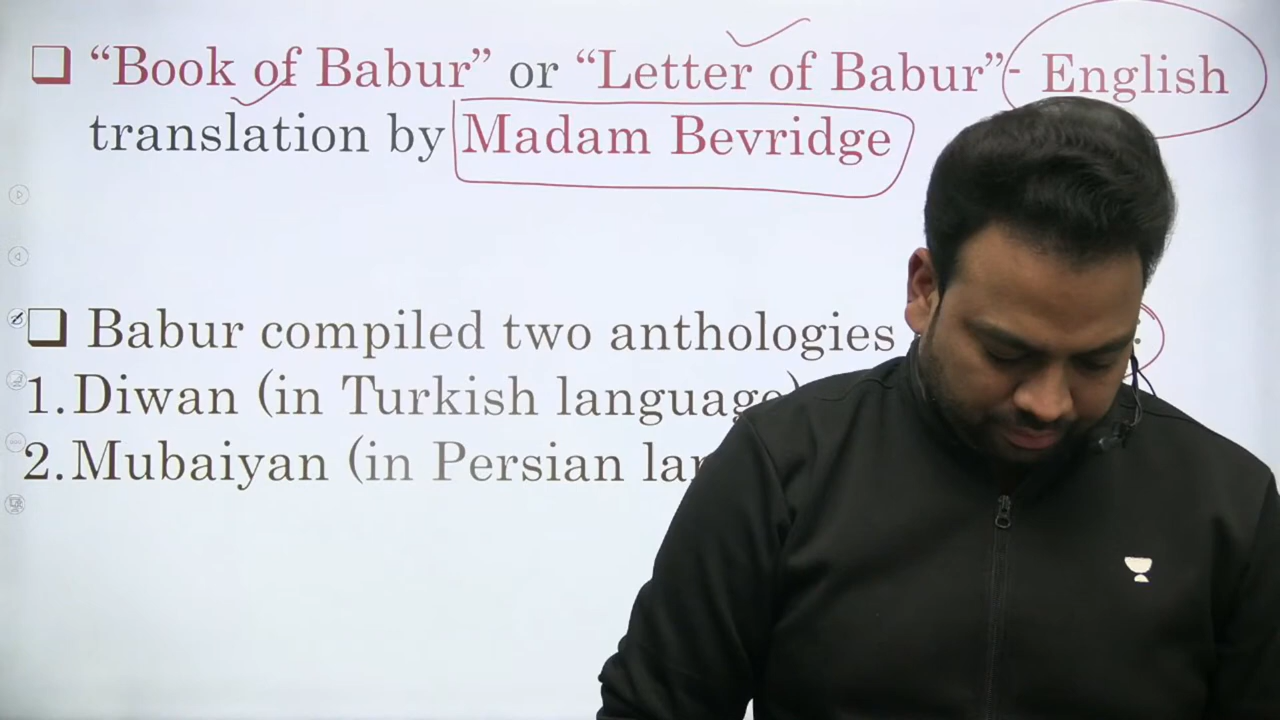 “Book of Babur” or “Letter of Babur”- English
translation by Madam Bevridge
Babur compiled two anthologies
1. Diwan (in Turkish language)
2. Mubaiyan (in Persian